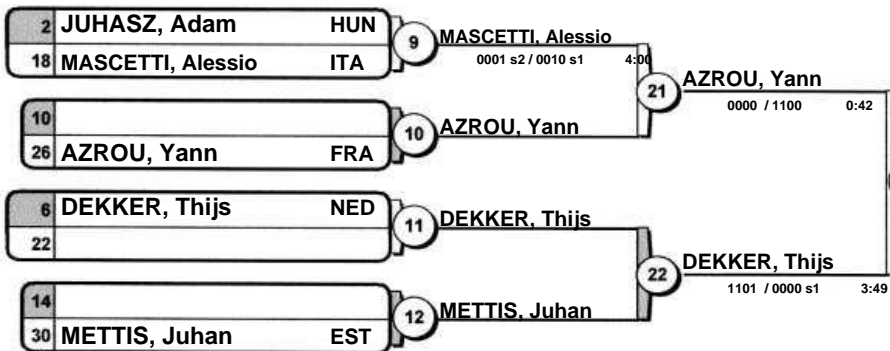 2 JUHASZ, Adam HUN
18 MASCETTI, Alessio ITA
9
MASCETTI, Alessio
0001 s2 / 0010 s1 4:00
10
26 AZROU, Yann FRA
10
AZROU, Yann
21
AZROU, Yann
0000 / 1100 0:42
6 DEKKER, Thijs NED
22
11
DEKKER, Thijs
14
30 METTIS, Juhan EST
12
METTIS, Juhan
22
DEKKER, Thijs
1101 / 0000 s1 3:49